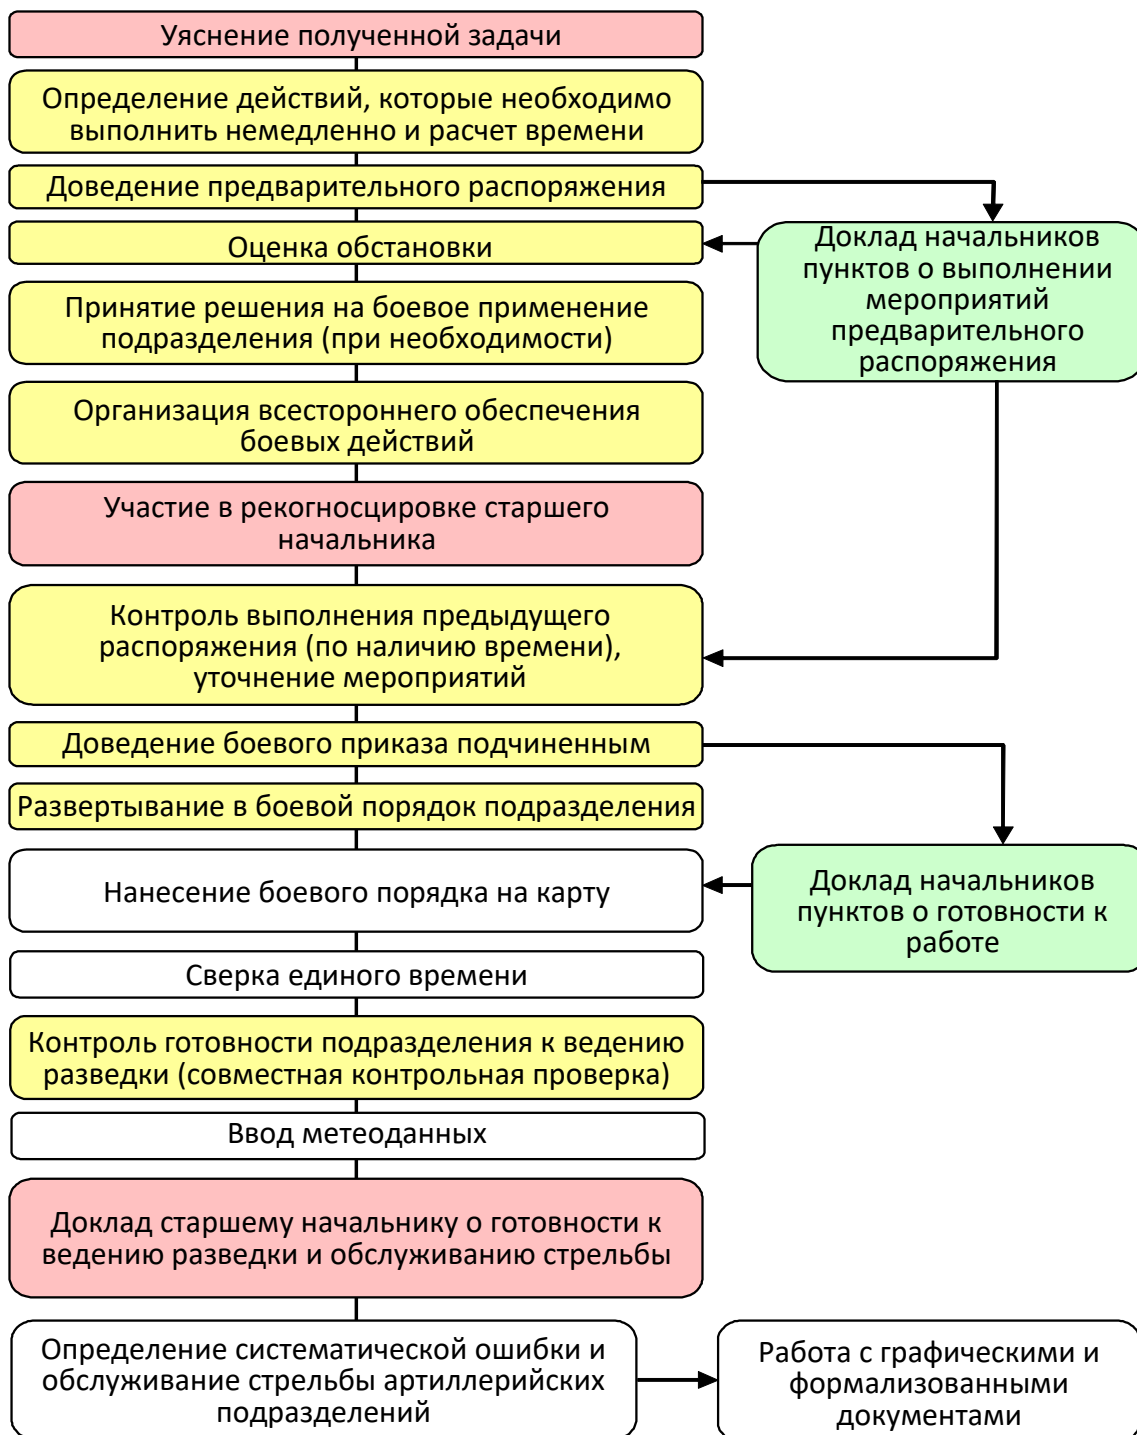 Уяснение полученной задачи
Определение действий, которые необходимо
выполнить немедленно и расчет времени
Доведение предварительного распоряжения
Оценка обстановки
Доклад начальников
пунктов о выполнении
мероприятий
предварительного
распоряжения
Принятие решения на боевое применение
подразделения (при необходимости)
Организация всестороннего обеспечения
боевых действий
Участие в рекогносцировке старшего
начальника
Контроль выполнения предыдущего
распоряжения (по наличию времени),
уточнение мероприятий
Доведение боевого приказа подчиненным
Развертывание в боевой порядок подразделения
Нанесение боевого порядка на карту
Доклад начальников
пунктов о готовности к
работе
Сверка единого времени
Контроль готовности подразделения к ведению
разведки (совместная контрольная проверка)
Ввод метеоданных
Доклад старшему начальнику о готовности к
ведению разведки и обслуживанию стрельбы
Определение систематической ошибки и
обслуживание стрельбы артиллерийских
подразделений
Работа с графическими и
формализованными
документами